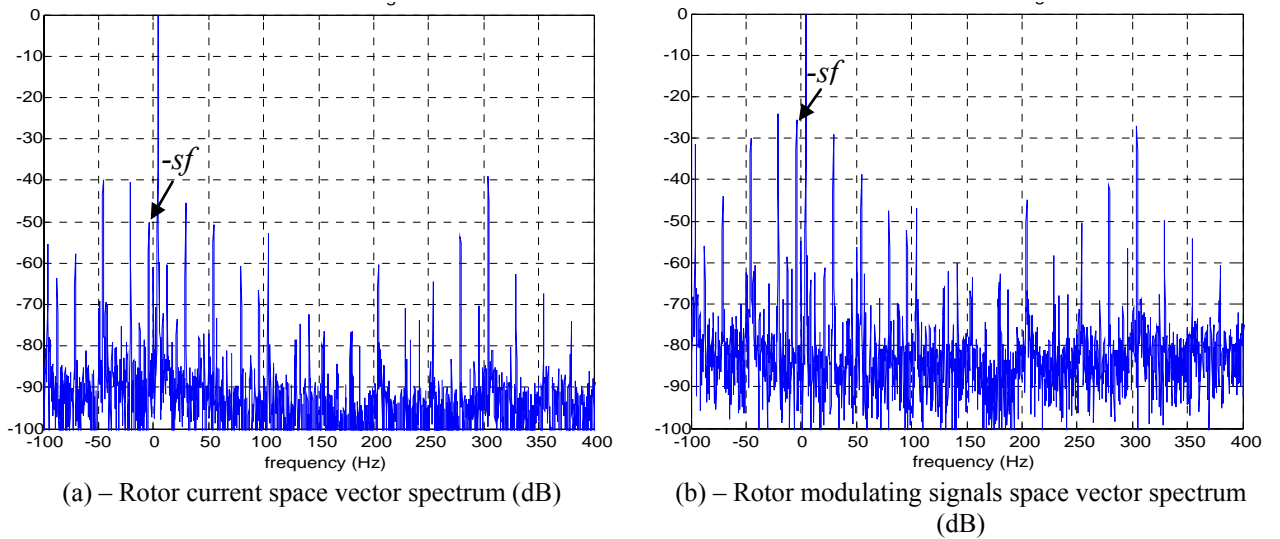 0
-10
-20
-30
-40
-50
-60
-70
-80
-90
-100
-sf
-100 -50 0 50 100 150 200 250 300 350 400
frequency (Hz)
(a) – Rotor current space vector spectrum (dB)
0
-10
-20
-30
-40
-50
-60
-70
-80
-90
-100
-sf
-100 -50 0 50 100 150 200 250 300 350 400
frequency (Hz)
(b) – Rotor modulating signals space vector spectrum
(dB)